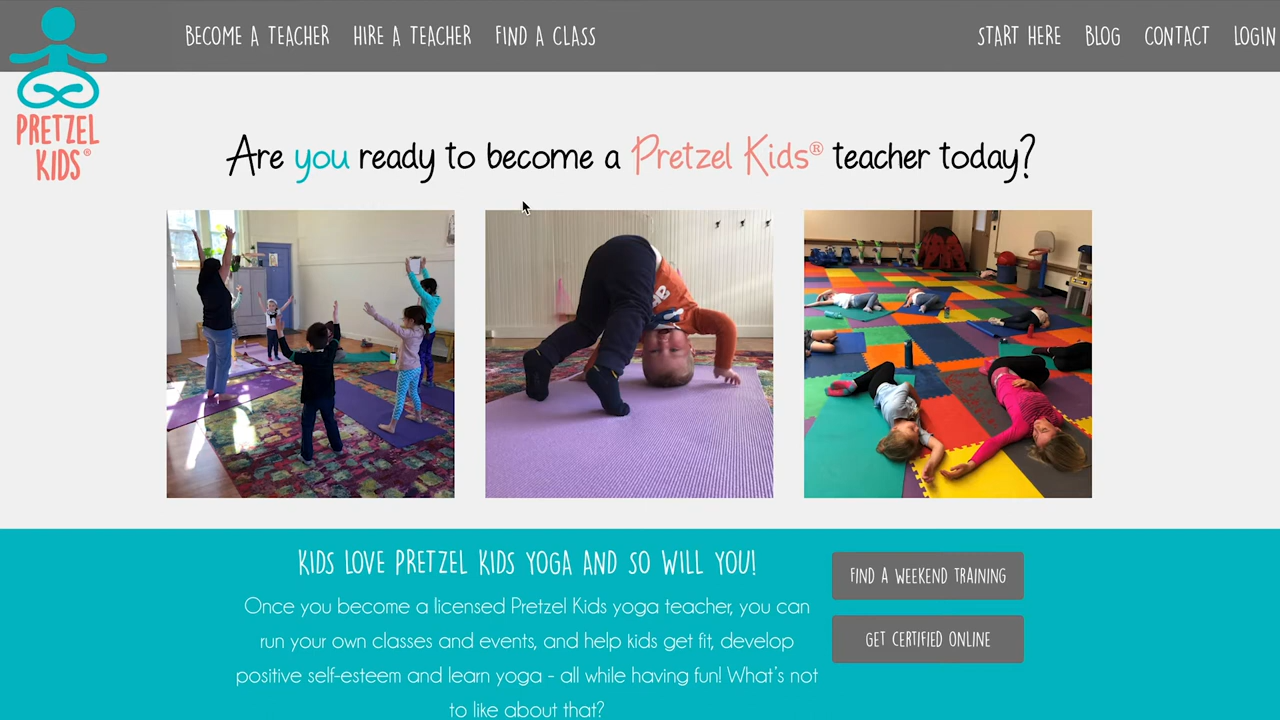 BECOME A TEACHER HIRE A TEACHER FIND A CLASS START HERE BLOG CONTACT LOGIN
PRETZEL
KIDS®
Are you ready to become a Pretzel Kids® teacher today?
KIDS LOVE PRETZEL KIDS YOGA AND SO WILL YOU!
Once you become a licensed Pretzel Kids yoga teacher, you can
run your own classes and events, and help kids get fit, develop
positive self-esteem and learn yoga - all while having fun! What's not
to like about that?
FIND A WEEKEND TRAINING
GET CERTIFIED ONLINE